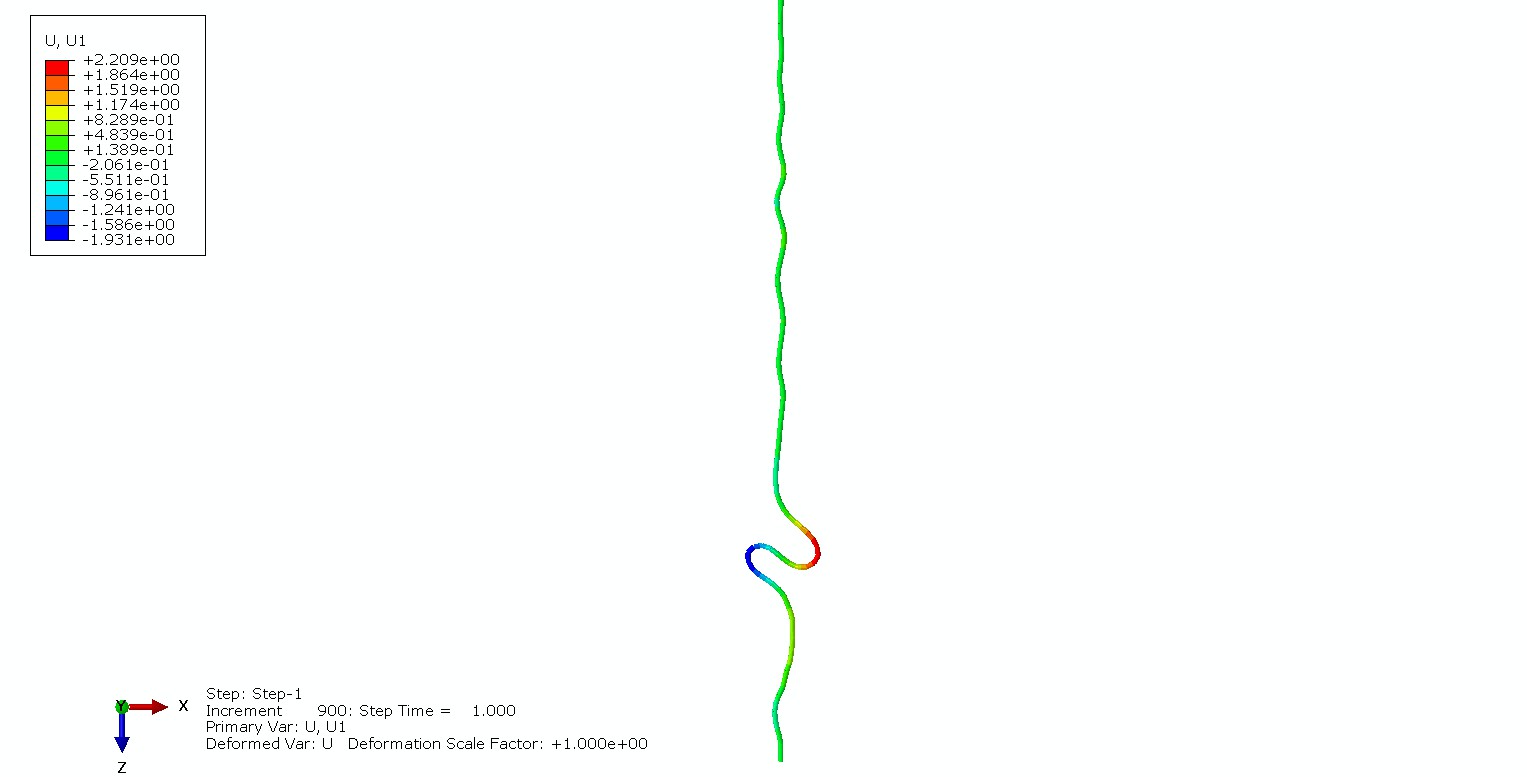 U, U1
+2.209e+00
+1.864e+00
+1.519e+00
+1.174e+00
+8.289e-01
+4.839e-01
+1.389e-01
-2.061e-01
-5.511e-01
-8.961e-01
-1.241e+00
-1.586e+00
-1.931e+00
Y
X
Z
Step: Step-1
Increment 900: Step Time = 1.000
Primary Var: U, U1
Deformed Var: U Deformation Scale Factor: +1.000e+00